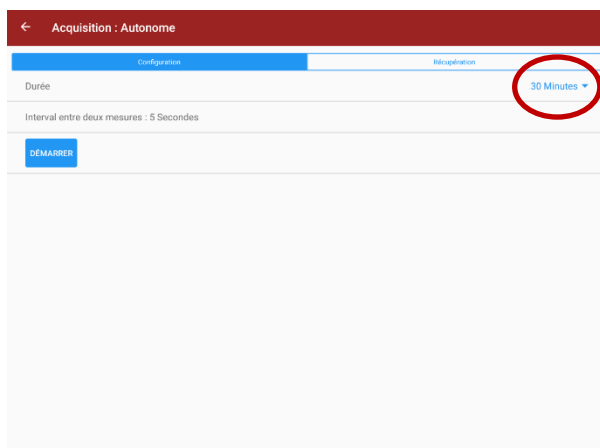 Acquisition : Autonome
Configuration Récupération
Durée 30 Minutes
Interval entre deux mesures : 5 Secondes
DÉMARRER